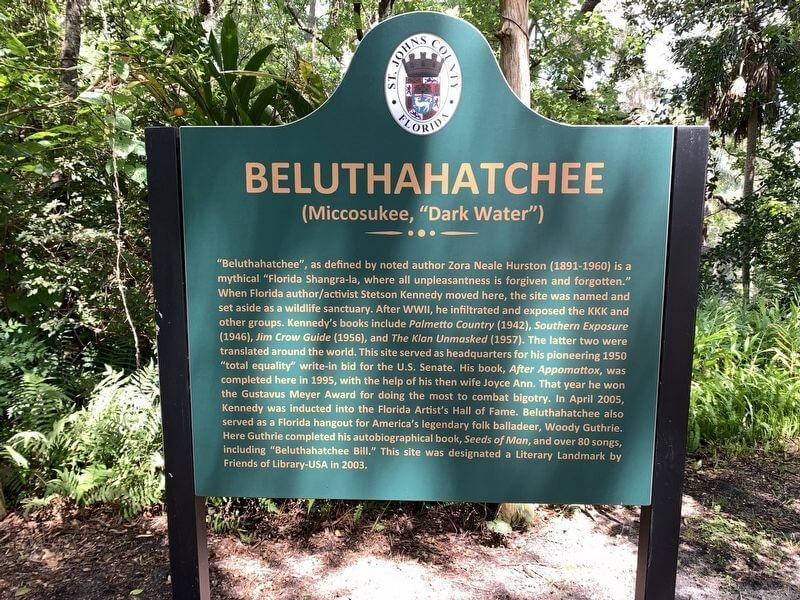 ST. JOHNS COUNTY
FLORIDA
BELUTHAHATCHEE
(Miccosukee, “Dark Water”)
“Beluthahatchee”, as defined by noted author Zora Neale Hurston (1891-1960) is a
mythical “Florida Shangra-la, where all unpleasantness is forgiven and forgotten.”
When Florida author/activist Stetson Kennedy moved here, the site was named and
set aside as a wildlife sanctuary. After WWII, he infiltrated and exposed the KKK and
other groups. Kennedy’s books include Palmetto Country (1942), Southern Exposure
(1946), Jim Crow Guide (1956), and The Klan Unmasked (1957). The latter two were
translated around the world. This site served as headquarters for his pioneering 1950
“total equality” write-in bid for the U.S. Senate. His book, After Appomattox, was
completed here in 1995, with the help of his then wife Joyce Ann. That year he won
the Gustavus Meyer Award for doing the most to combat bigotry. In April 2005,
Kennedy was inducted into the Florida Artist’s Hall of Fame. Beluthahatchee also
served as a Florida hangout for America’s legendary folk balladeer, Woody Guthrie.
Here Guthrie completed his autobiographical book, Seeds of Man, and over 80 songs,
including “Beluthahatchee Bill.” This site was designated a Literary Landmark by
Friends of Library-USA in 2003.